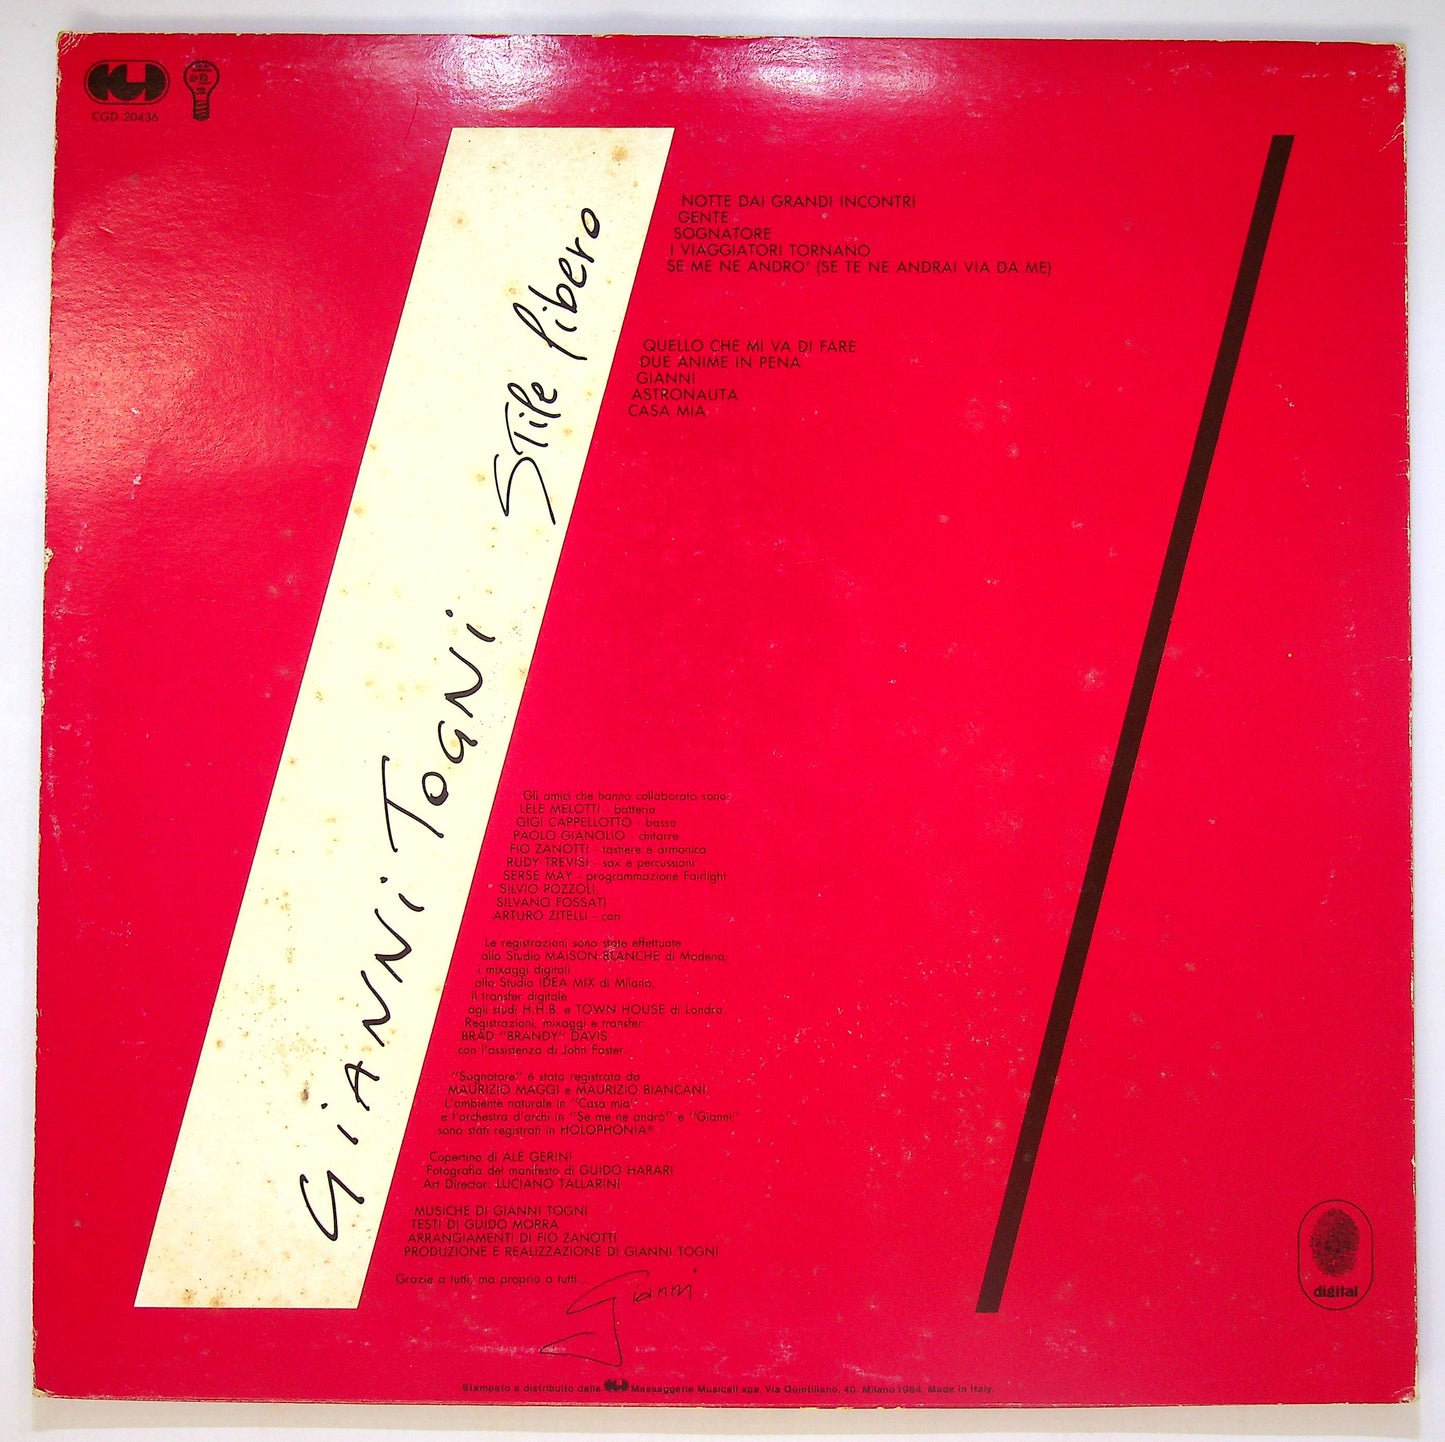 CGD
CGD 20436
GIANNI TOGNI Stile libero
NOTTE DAI GRANDI INCONTRI
GENTE
SOGNATORE
I VIAGGIATORI TORNANO
SE ME NE ANDRO' (SE TE NE ANDRAI VIA DA ME)
QUELLO CHE MI VA DI FARE
DUE ANIME IN PENA
GIANNI
ASTRONAUTA
CASA MIA
Gli amici che hanno collaborato sono:
LELE MELOTTI - batteria
GIGI CAPPELLOTTO - basso
PAOLO GIANOLIO - chitarre
FIO ZANOTTI - tastiere e armonica
RUDY TREVISI - sax e percussioni
SERSE MAY - programmazione Fairlight
SILVIO POZZOLI,
SILVANO FOSSATI
ARTURO ZITELLI - cori
Le registrazioni sono state effettuate
allo Studio MAISON BLANCHE di Modena,
i mixaggi digitali
allo Studio IDEA MIX di Milano,
il transfer digitale
agli studi H.H.B. e TOWN HOUSE di Londra.
Registrazioni, mixaggi e transfer:
BRAD "BRANDY" DAVIS
con l'assistenza di John Foster.
"Sognatore" è stata registrata da
MAURIZIO MAGGI e MAURIZIO BIANCANI.
L'ambiente naturale in "Casa mia"
e l'orchestra d'archi in "Se me ne andrò" e "Gianni"
sono stati registrati in HOLOPHONIA®
Copertina di ALE GERINI
Fotografia del manifesto di GUIDO HARARI
Art Director: LUCIANO TALLARINI
MUSICHE DI GIANNI TOGNI
TESTI DI GUIDO MORRA
ARRANGIAMENTI DI FIO ZANOTTI
PRODUZIONE E REALIZZAZIONE DI GIANNI TOGNI
Grazie a tutti, ma proprio a tutti...
Gianni
digital
Stampato e distribuito dalle CGD Messaggerie Musicali spa, Via Quintiliano, 40. Milano 1984. Made in Italy.